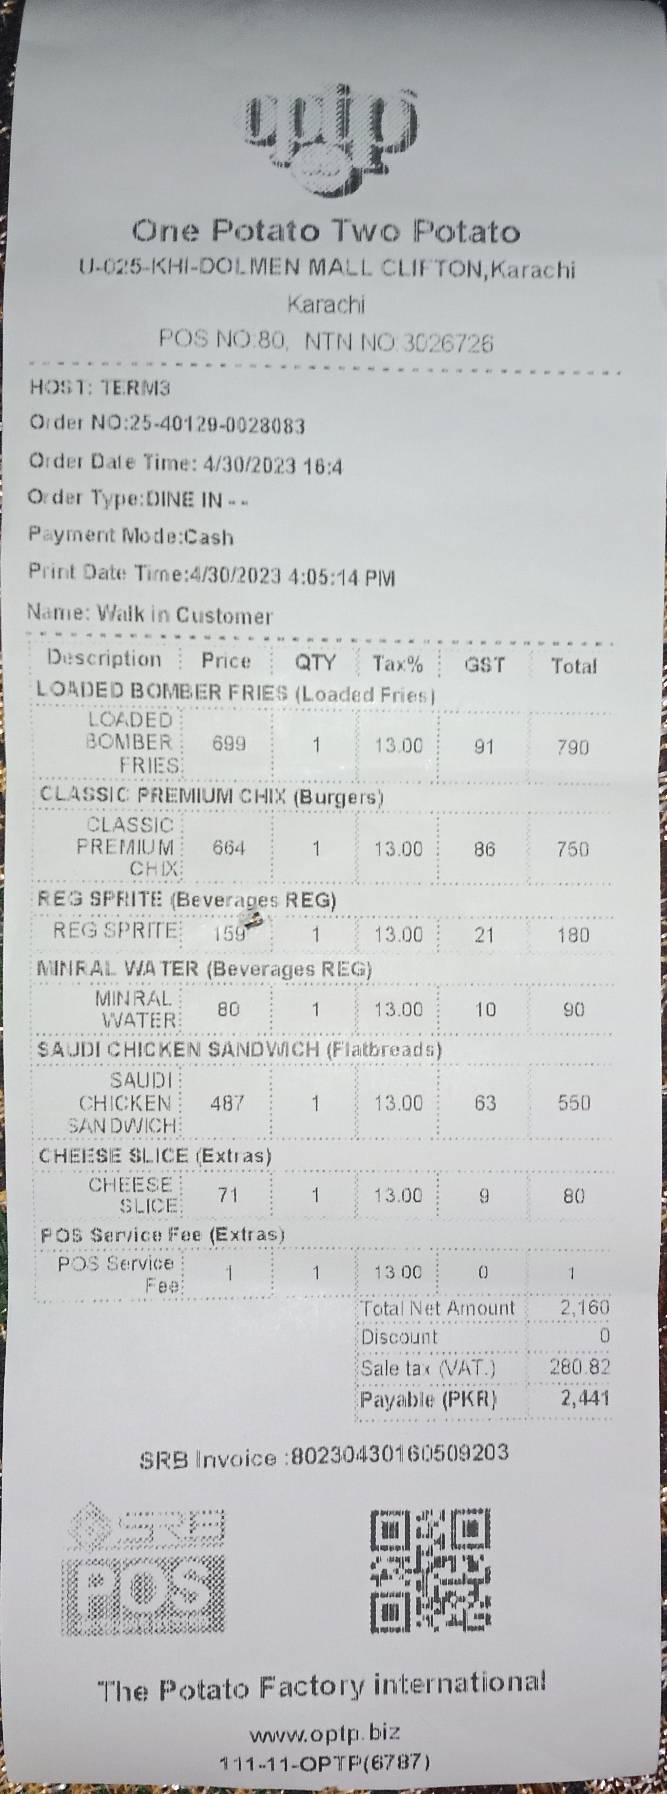 optp
One Potato Two Potato
U-025-KHI-DOLMEN MALL CLIFTON,Karachi
Karachi
POS NO:80, NTN NO:3026726
HOST: TERM3
Order NO:25-40129-0028083
Order Date Time: 4/30/2023 16:4
Order Type:DINE IN - -
Payment Mode:Cash
Print Date Time:4/30/2023 4:05:14 PM
Name: Walk in Customer
Description Price QTY Tax% GST Total
LOADED BOMBER FRIES (Loaded Fries)
LOADED
BOMBER 699 1 13.00 91 790
FRIES
CLASSIC PREMIUM CHIX (Burgers)
CLASSIC
PREMIUM 664 1 13.00 86 750
CHIX
REG SPRITE (Beverages REG)
REG SPRITE 159 1 13.00 21 180
MINRAL WATER (Beverages REG)
MINRAL
WATER 80 1 13.00 10 90
SAUDI CHICKEN SANDWICH (Flatbreads)
SAUDI
CHICKEN 487 1 13.00 63 550
SANDWICH
CHEESE SLICE (Extras)
CHEESE
SLICE 71 1 13.00 9 80
POS Service Fee (Extras)
POS Service
Fee 1 1 13.00 0 1
Total Net Amount 2,160
Discount 0
Sale tax (VAT.) 280.82
Payable (PKR) 2,441
SRB Invoice :80230430160509203
SRB
POS
The Potato Factory international
www.optp.biz
111-11-OPTP(6787)